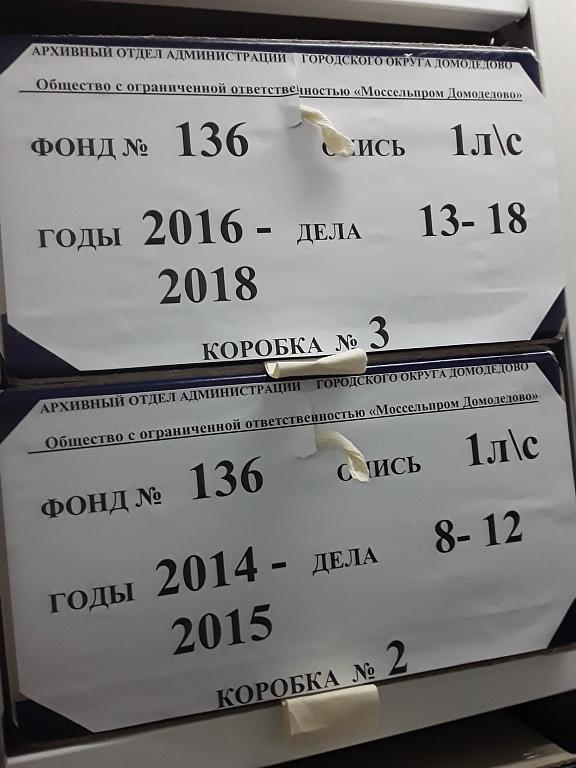 АРХИВНЫЙ ОТДЕЛ АДМИНИСТРАЦИИ ГОРОДСКОГО ОКРУГА ДОМОДЕДОВО
Общество с ограниченной ответственностью «Моссельпром Домодедово»
ФОНД № 136 ОПИСЬ 1л\с
ГОДЫ 2016 - ДЕЛА 13- 18
2018
КОРОБКА № 3
АРХИВНЫЙ ОТДЕЛ АДМИНИСТРАЦИИ ГОРОДСКОГО ОКРУГА ДОМОДЕДОВО
Общество с ограниченной ответственностью «Моссельпром Домодедово»
ФОНД № 136 ОПИСЬ 1л\с
ГОДЫ 2014 - ДЕЛА 8- 12
2015
КОРОБКА № 2